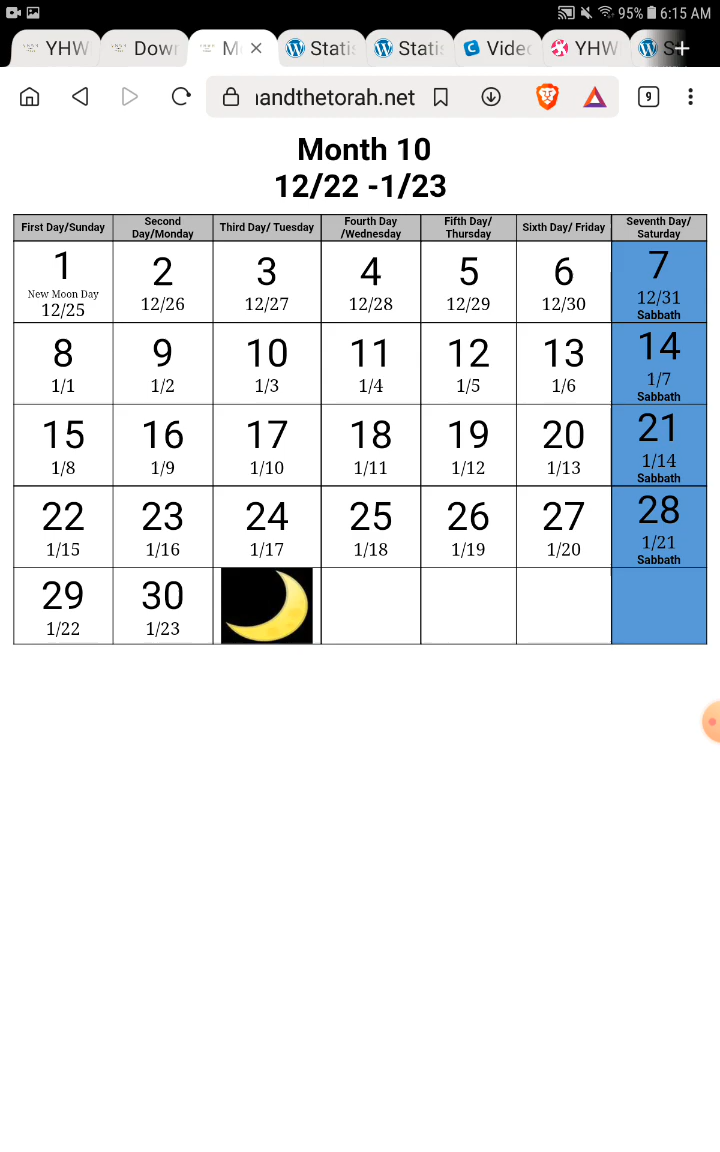 95% 6:15 AM
YHW Dow M Stati Stati Vide YHW S
andthetorah.net 9
Month 10
12/22 -1/23
First Day/Sunday Second Day/Monday Third Day/ Tuesday Fourth Day /Wednesday Fifth Day/ Thursday Sixth Day/ Friday Seventh Day/ Saturday
1 2 3 4 5 6 7
New Moon Day
12/25 12/26 12/27 12/28 12/29 12/30 12/31
Sabbath
8 9 10 11 12 13 14
1/1 1/2 1/3 1/4 1/5 1/6 1/7
Sabbath
15 16 17 18 19 20 21
1/8 1/9 1/10 1/11 1/12 1/13 1/14
Sabbath
22 23 24 25 26 27 28
1/15 1/16 1/17 1/18 1/19 1/20 1/21
Sabbath
29 30
1/22 1/23